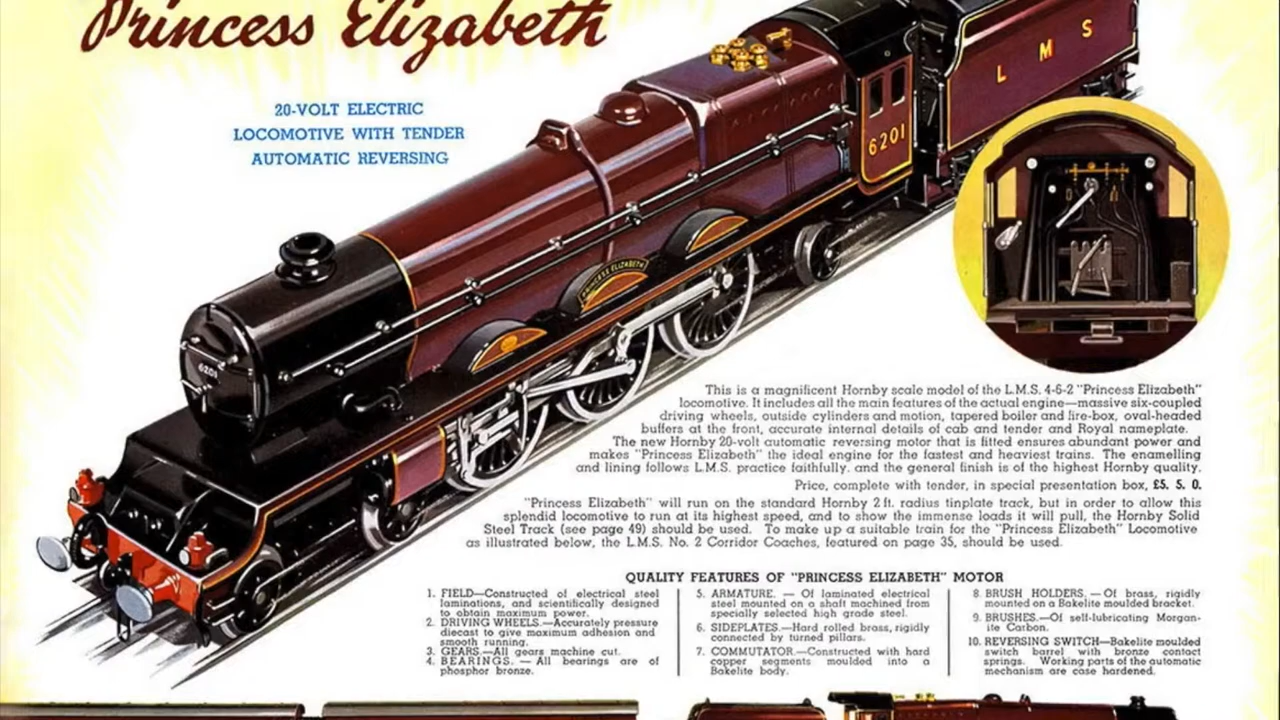 Princess Elizabeth
20-VOLT ELECTRIC
LOCOMOTIVE WITH TENDER
AUTOMATIC REVERSING
L M S
6201
PRINCESS ELIZABETH
6201
This is a magnificent Hornby scale model of the L.M.S. 4-6-2 "Princess Elizabeth"
locomotive. It includes all the main features of the actual engine—massive six-coupled
driving wheels, outside cylinders and motion, tapered boiler and fire-box, oval-headed
buffers at the front, accurate internal details of cab and tender and Royal nameplate.
The new Hornby 20-volt automatic reversing motor that is fitted ensures abundant power and
makes "Princess Elizabeth" the ideal engine for the fastest and heaviest trains. The enamelling
and lining follows L.M.S. practice faithfully, and the general finish is of the highest Hornby quality.
Price, complete with tender, in special presentation box, £5. 5. 0.
"Princess Elizabeth" will run on the standard Hornby 2 ft. radius tinplate track, but in order to allow this
splendid locomotive to run at its highest speed, and to show the immense loads it will pull, the Hornby Solid
Steel Track (see page 49) should be used. To make up a suitable train for the "Princess Elizabeth" Locomotive
as illustrated below, the L.M.S. No. 2 Corridor Coaches, featured on page 35, should be used.
QUALITY FEATURES OF "PRINCESS ELIZABETH" MOTOR
1. FIELD—Constructed of electrical steel
laminations, and scientifically designed
to obtain maximum power.
2. DRIVING WHEELS.—Accurately pressure
diecast to give maximum adhesion and
smooth running.
3. GEARS.—All gears machine cut.
4. BEARINGS. — All bearings are of
phosphor bronze.
5. ARMATURE. — Of laminated electrical
steel mounted on a shaft machined from
specially selected high grade steel.
6. SIDEPLATES.—Hard rolled brass, rigidly
connected by turned pillars.
7. COMMUTATOR.—Constructed with hard
copper segments moulded into a
Bakelite body.
8. BRUSH HOLDERS. — Of brass, rigidly
mounted on a Bakelite moulded bracket.
9. BRUSHES.—Of self-lubricating Morgan-
ite Carbon.
10. REVERSING SWITCH—Bakelite moulded
switch barrel with bronze contact
springs. Working parts of the automatic
mechanism are case hardened.